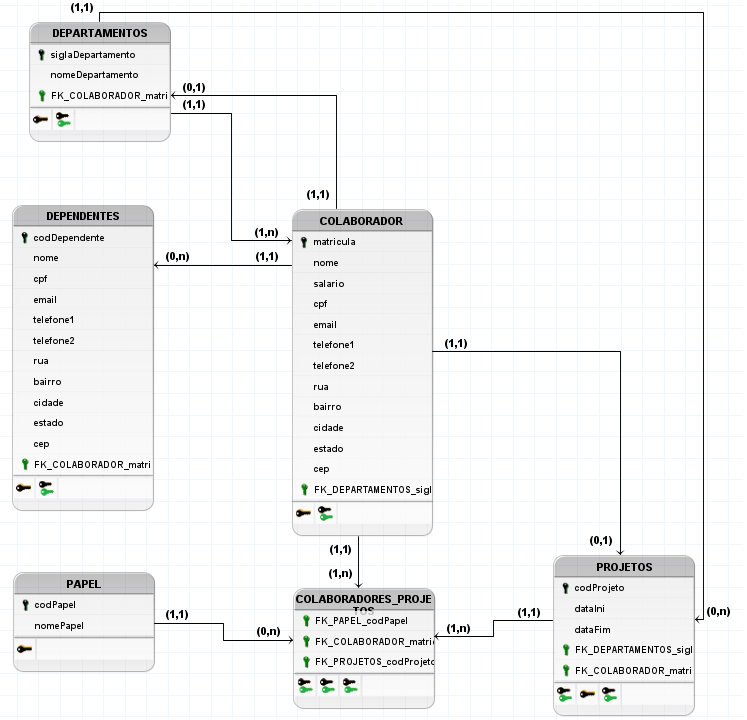 (1,1)
DEPARTAMENTOS
siglaDepartamento
nomeDepartamento
FK_COLABORADOR_matri
(0,1)
(1,1)
(1,1)
(1,n)
(0,n)
(1,1)
DEPENDENTES
codDependente
nome
cpf
email
telefone1
telefone2
rua
bairro
cidade
estado
cep
FK_COLABORADOR_matri
COLABORADOR
matricula
nome
salario
cpf
email
telefone1
telefone2
rua
bairro
cidade
estado
cep
FK_DEPARTAMENTOS_sigl
(1,1)
(0,1)
(1,1)
(1,n)
PAPEL
codPapel
nomePapel
(1,1)
(0,n)
COLABORADORES_PROJE
TOS
FK_PAPEL_codPapel
FK_COLABORADOR_matri
FK_PROJETOS_codProjeto
(1,n)
(1,1)
PROJETOS
codProjeto
dataIni
dataFim
FK_DEPARTAMENTOS_sigl
FK_COLABORADOR_matri
(0,n)